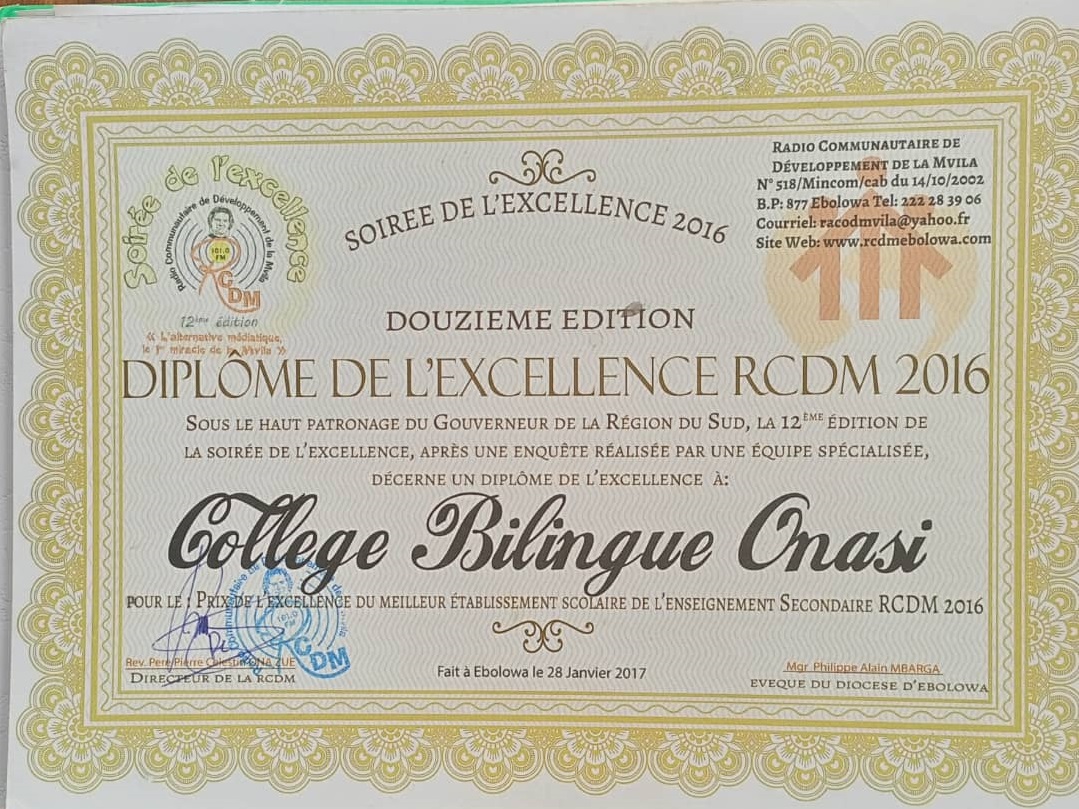 Soirée de l'excellence
Radio Communautaire de Développement de la Mvila
101.0
FM
RCDM
12ème édition
« L'alternative médiatique,
le 1er miracle de la Mvila »
SOIREE DE L'EXCELLENCE 2016
RADIO COMMUNAUTAIRE DE
DÉVELOPPEMENT DE LA MVILA
N° 518/Mincom/cab du 14/10/2002
B.P: 877 Ebolowa Tel: 222 28 39 06
Courriel: racodmvila@yahoo.fr
Site Web: www.rcdmebolowa.com
DOUZIEME EDITION
DIPLÔME DE L'EXCELLENCE RCDM 2016
SOUS LE HAUT PATRONAGE DU GOUVERNEUR DE LA RÉGION DU SUD, LA 12ÈME ÉDITION DE
LA SOIRÉE DE L'EXCELLENCE, APRÈS UNE ENQUÊTE RÉALISÉE PAR UNE ÉQUIPE SPÉCIALISÉE,
DÉCERNE UN DIPLÔME DE L'EXCELLENCE À:
College Bilingue Onasi
POUR LE : PRIX DE L'EXCELLENCE DU MEILLEUR ÉTABLISSEMENT SCOLAIRE DE L'ENSEIGNEMENT SECONDAIRE RCDM 2016
101.0
FM
RCDM
Rev. Pere Pierre Celestin ONA ZUE
DIRECTEUR DE LA RCDM
Fait à Ebolowa le 28 Janvier 2017
Mgr Philippe Alain MBARGA
EVEQUE DU DIOCESE D'EBOLOWA